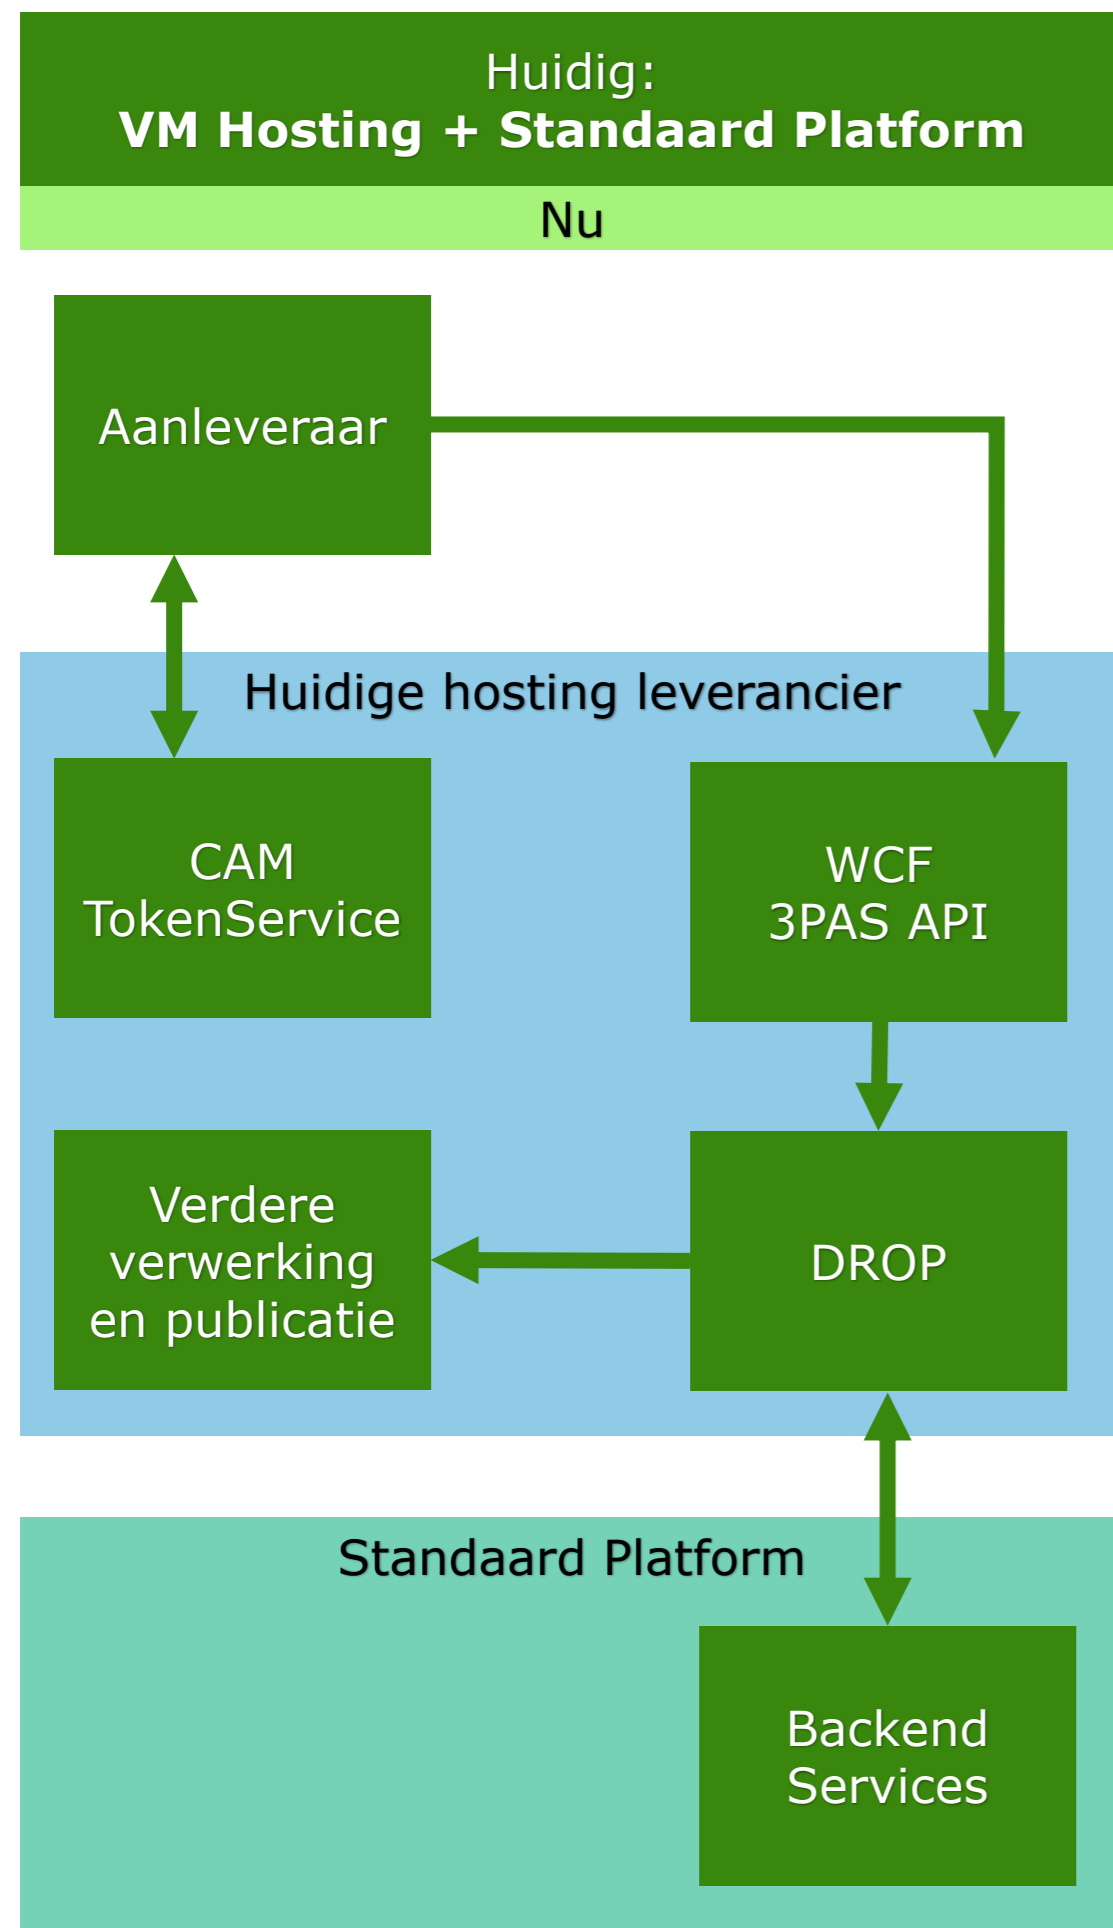 Huidig:
VM Hosting + Standaard Platform
Nu
Aanleveraar
Huidige hosting leverancier
CAM
TokenService
WCF
3PAS API
Verdere
verwerking
en publicatie
DROP
Standaard Platform
Backend
Services